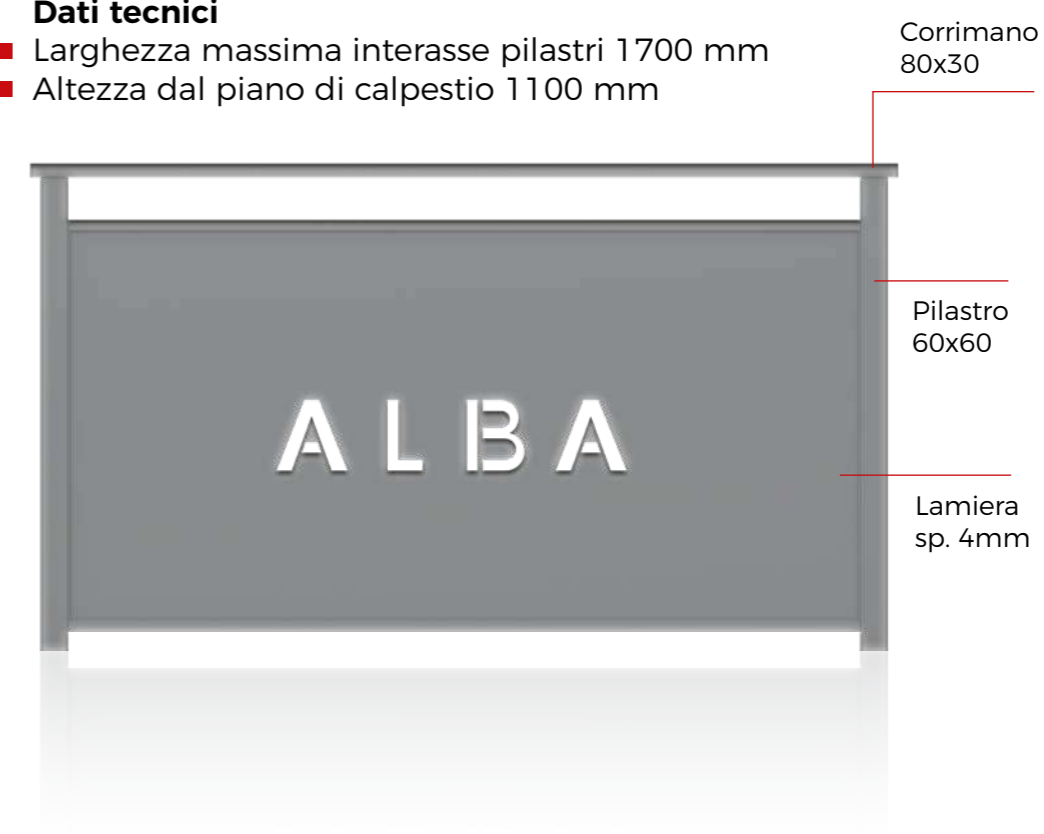 Dati tecnici
Larghezza massima interasse pilastri 1700 mm
Altezza dal piano di calpestio 1100 mm
Corrimano
80x30
Pilastro
60x60
ALBA
Lamiera
sp. 4mm